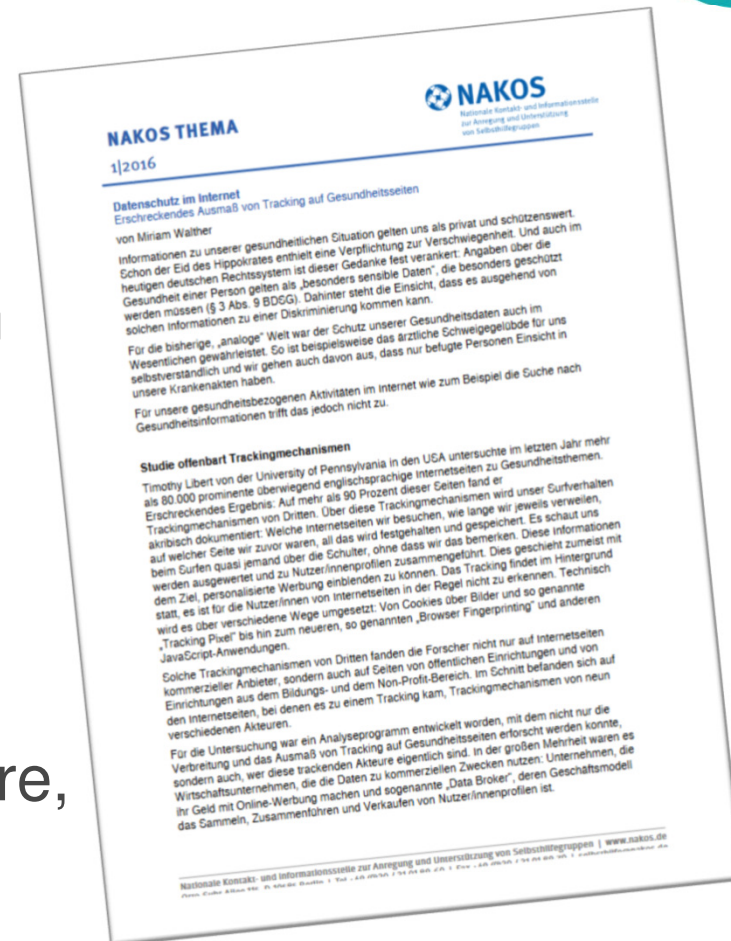 NAKOS
Nationale Kontakt- und Informationsstelle
zur Anregung und Unterstützung
von Selbsthilfegruppen
NAKOS THEMA
1|2016
Datenschutz im Internet
Erschreckendes Ausmaß von Tracking auf Gesundheitsseiten
von Miriam Walther
Informationen zu unserer gesundheitlichen Situation gelten uns als privat und schützenswert.
Schon der Eid des Hippokrates enthielt eine Verpflichtung zur Verschwiegenheit. Und auch im
heutigen deutschen Rechtssystem ist dieser Gedanke fest verankert: Angaben über die
Gesundheit einer Person gelten als „besonders sensible Daten“, die besonders geschützt
werden müssen (§ 3 Abs. 9 BDSG). Dahinter steht die Einsicht, dass es ausgehend von
solchen Informationen zu einer Diskriminierung kommen kann.
Für die bisherige, „analoge“ Welt war der Schutz unserer Gesundheitsdaten auch im
Wesentlichen gewährleistet. So ist beispielsweise das ärztliche Schweigegelübde für uns
selbstverständlich und wir gehen auch davon aus, dass nur befugte Personen Einsicht in
unsere Krankenakten haben.
Für unsere gesundheitsbezogenen Aktivitäten im Internet wie zum Beispiel die Suche nach
Gesundheitsinformationen trifft das jedoch nicht zu.
Studie offenbart Trackingmechanismen
Timothy Libert von der University of Pennsylvania in den USA untersuchte im letzten Jahr mehr
als 80.000 prominente überwiegend englischsprachige Internetseiten zu Gesundheitsthemen.
Erschreckendes Ergebnis: Auf mehr als 90 Prozent dieser Seiten fand er
Trackingmechanismen von Dritten. Über diese Trackingmechanismen wird unser Surfverhalten
akribisch dokumentiert: Welche Internetseiten wir besuchen, wie lange wir jeweils verweilen,
auf welcher Seite wir zuvor waren, all das wird festgehalten und gespeichert. Es schaut uns
beim Surfen quasi jemand über die Schulter, ohne dass wir das bemerken. Diese Informationen
werden ausgewertet und zu Nutzer/innenprofilen zusammengeführt. Dies geschieht zumeist mit
dem Ziel, personalisierte Werbung einblenden zu können. Das Tracking findet im Hintergrund
statt, es ist für die Nutzer/innen von Internetseiten in der Regel nicht zu erkennen. Technisch
wird es über verschiedene Wege umgesetzt: Von Cookies über Bilder und so genannte
„Tracking Pixel“ bis hin zum neueren, so genannten „Browser Fingerprinting“ und anderen
JavaScript-Anwendungen.
Solche Trackingmechanismen von Dritten fanden die Forscher nicht nur auf Internetseiten
kommerzieller Anbieter, sondern auch auf Seiten von öffentlichen Einrichtungen und von
Einrichtungen aus dem Bildungs- und dem Non-Profit-Bereich. Im Schnitt befanden sich auf
den Internetseiten, bei denen es zu einem Tracking kam, Trackingmechanismen von neun
verschiedenen Akteuren.
Für die Untersuchung war ein Analyseprogramm entwickelt worden, mit dem nicht nur die
Verbreitung und das Ausmaß von Tracking auf Gesundheitsseiten erforscht werden konnte,
sondern auch, wer diese trackenden Akteure eigentlich sind. In der großen Mehrheit waren es
Wirtschaftsunternehmen, die die Daten zu kommerziellen Zwecken nutzen: Unternehmen, die
ihr Geld mit Online-Werbung machen und sogenannte „Data Broker“, deren Geschäftsmodell
das Sammeln, Zusammenführen und Verkaufen von Nutzer/innenprofilen ist.
Nationale Kontakt- und Informationsstelle zur Anregung und Unterstützung von Selbsthilfegruppen | www.nakos.de
re,